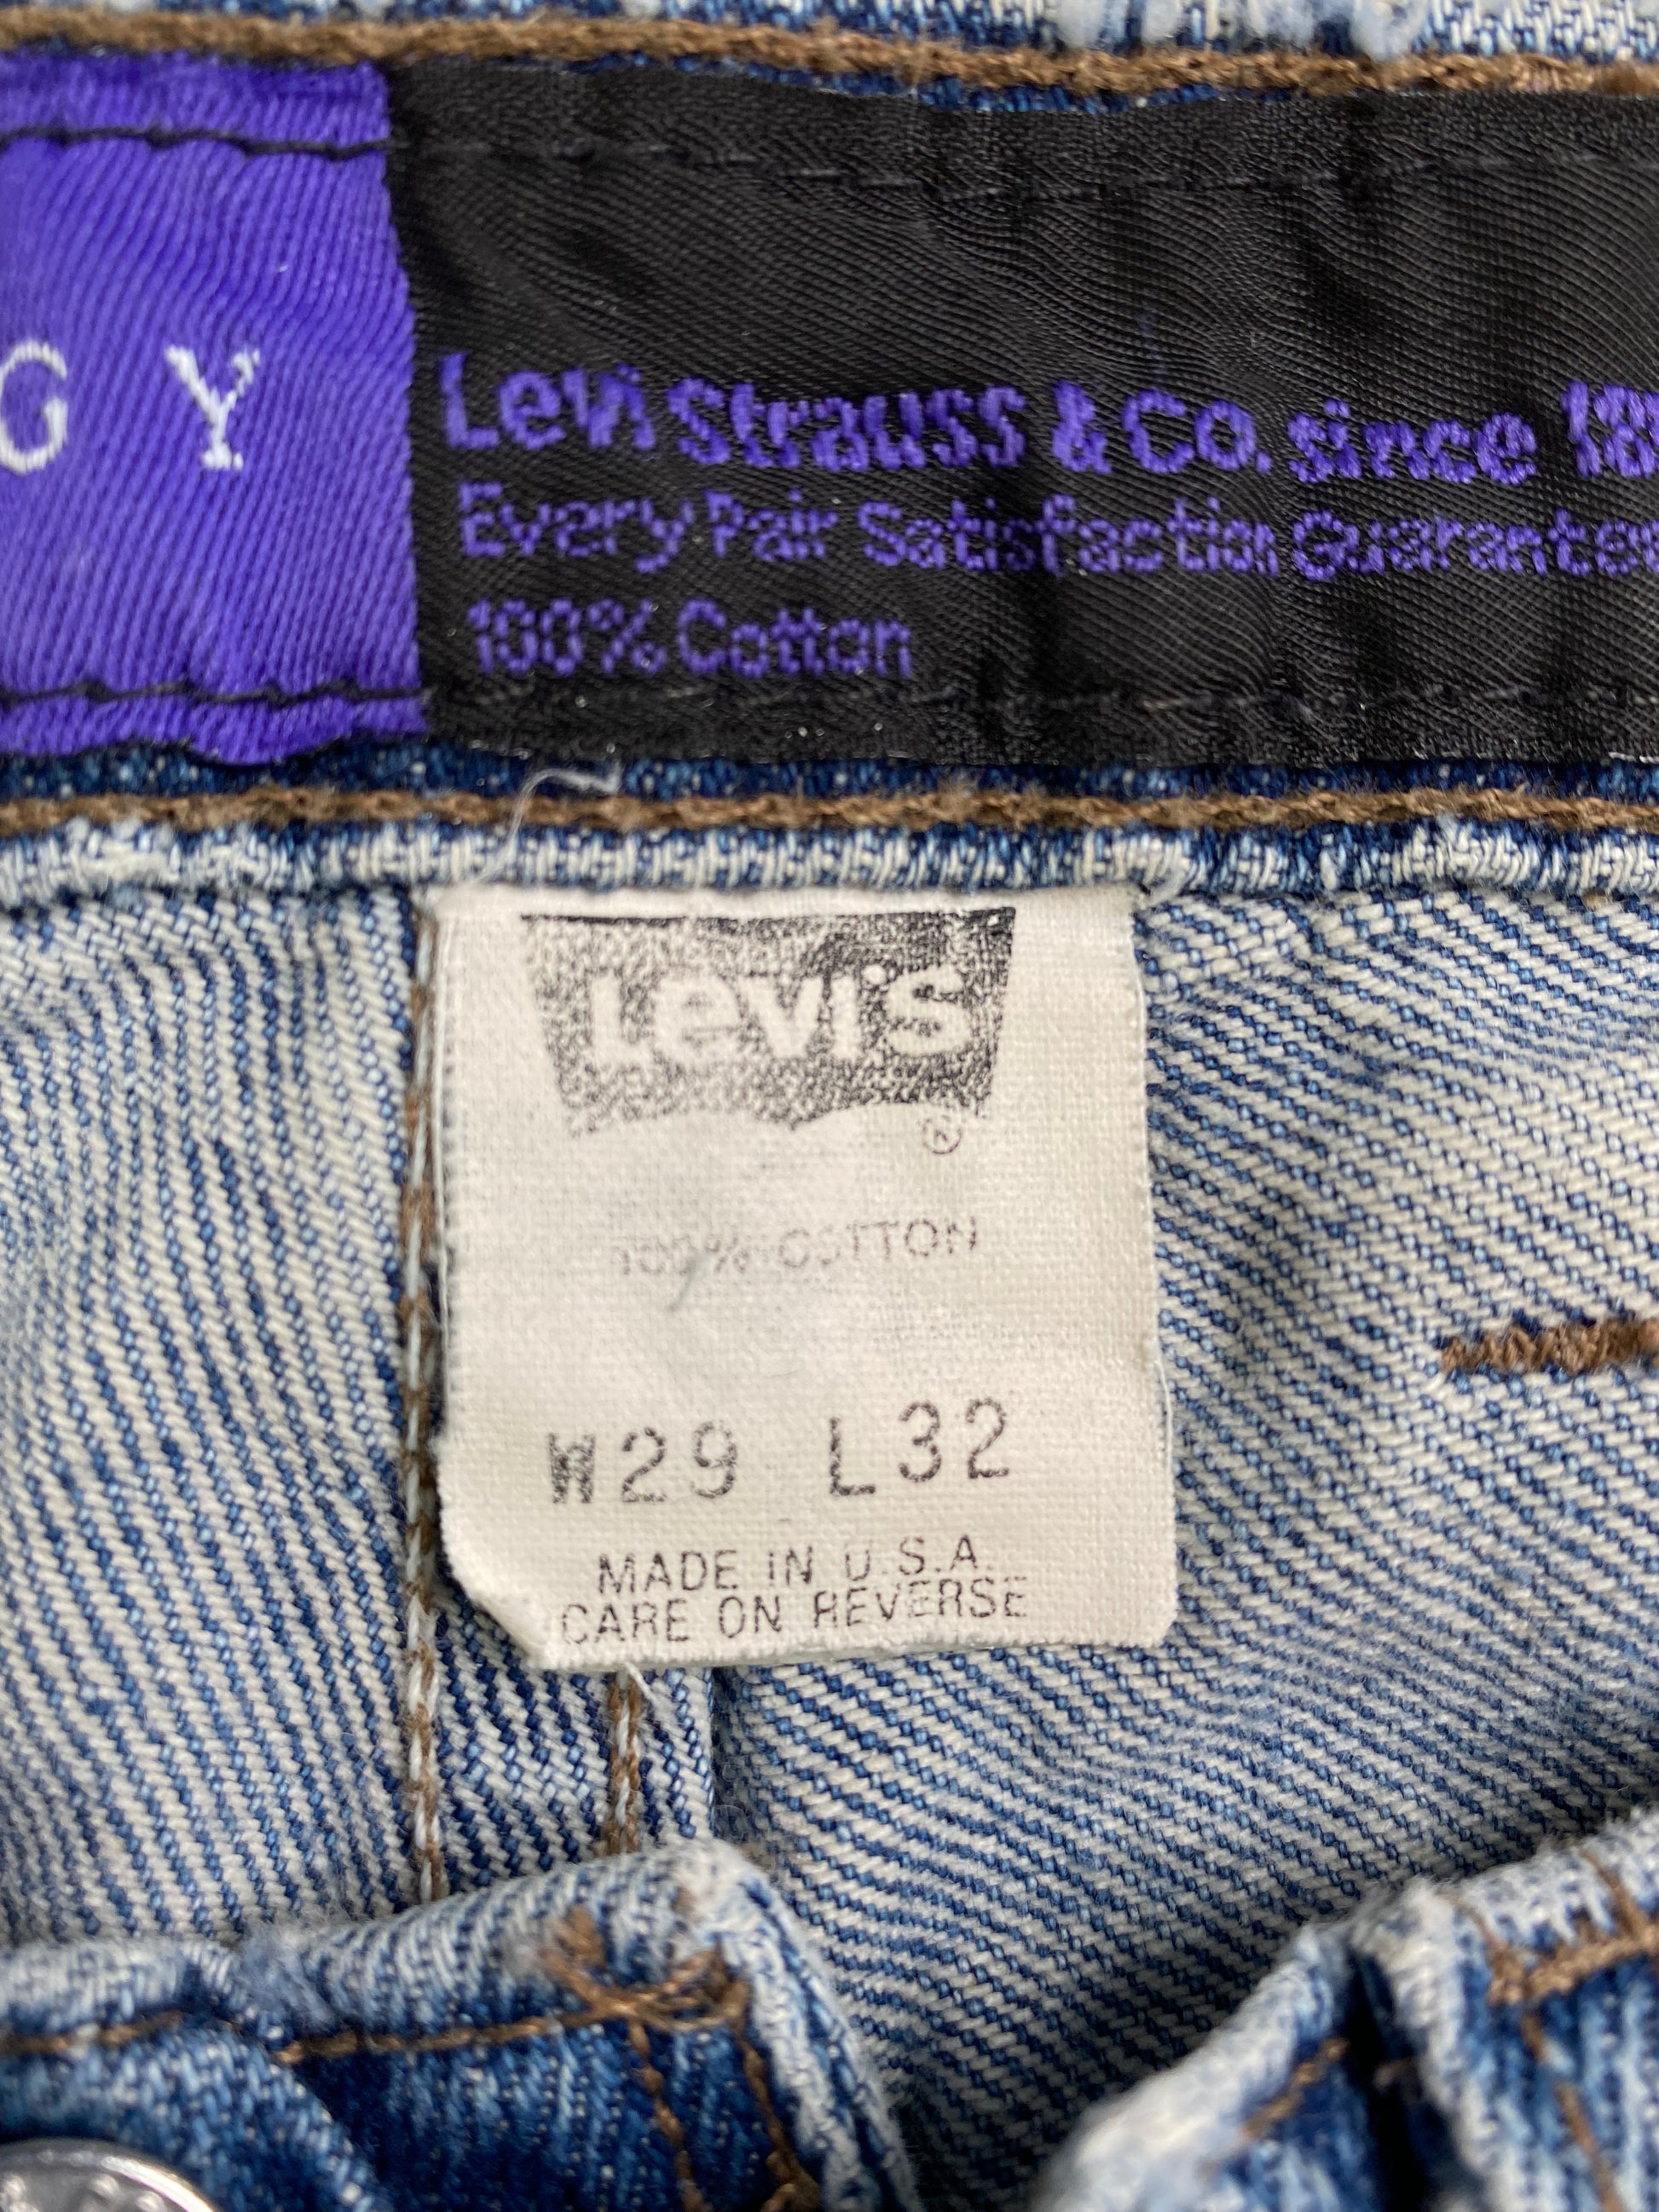 GY
Levi Strauss & Co. since 18
Every Pair Satisfaction Guarantee
100% Cotton
Levi's
®
100% COTTON
W29 L32
MADE IN U.S.A.
CARE ON REVERSE